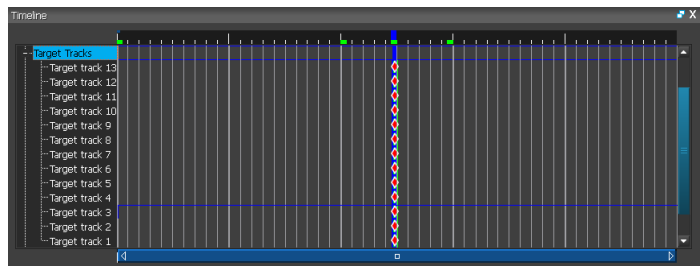 Timeline
X
Target Tracks
Target track 13
Target track 12
Target track 11
Target track 10
Target track 9
Target track 8
Target track 7
Target track 6
Target track 5
Target track 4
Target track 3
Target track 2
Target track 1